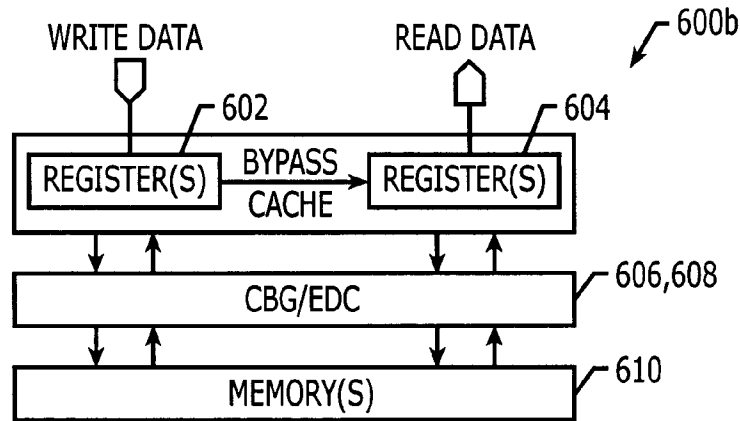 WRITE DATA
READ DATA
600b
602
604
REGISTER(S)
BYPASS
CACHE
REGISTER(S)
CBG/EDC
606,608
MEMORY(S)
610